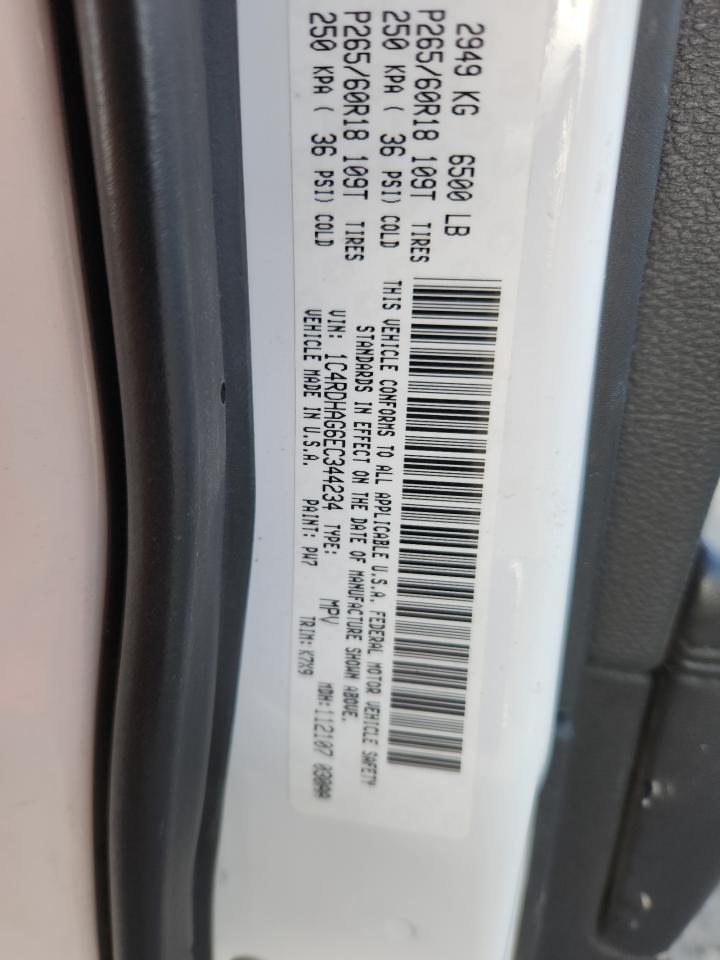 2949 KG 6500 LB
P265/60R18 109T TIRES
250 KPA ( 36 PSI) COLD
P265/60R18 109T TIRES
250 KPA ( 36 PSI) COLD
THIS VEHICLE CONFORMS TO ALL APPLICABLE U.S.A. FEDERAL MOTOR VEHICLE SAFETY
STANDARDS IN EFFECT ON THE DATE OF MANUFACTURE SHOWN ABOVE.
VIN: 1C4RDHAG6EC344234 TYPE: MPV MDH:112107 030AA
VEHICLE MADE IN U.S.A. PAINT: PW7 TRIM: X7X9